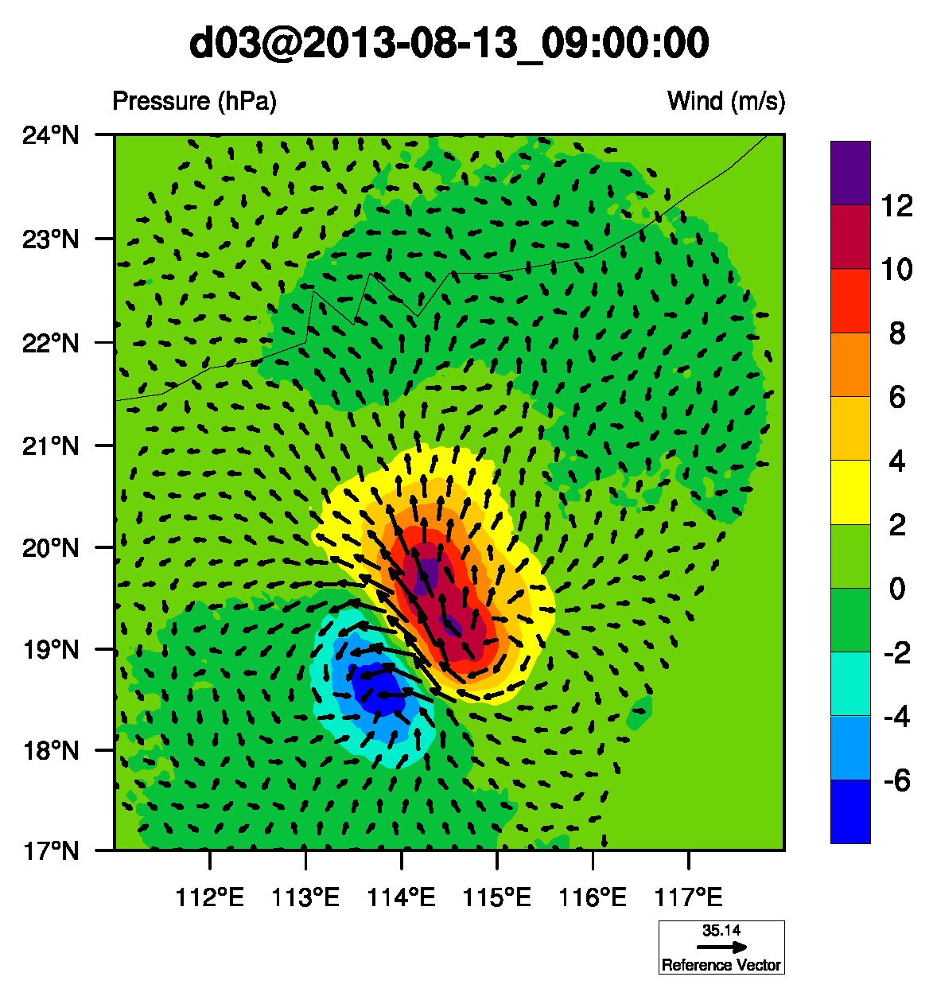 d03@2013-08-13_09:00:00
Pressure (hPa)
Wind (m/s)
24°N
23°N
22°N
21°N
20°N
19°N
18°N
17°N
112°E
113°E
114°E
115°E
116°E
117°E
12
10
8
6
4
2
0
-2
-4
-6
35.14
Reference Vector